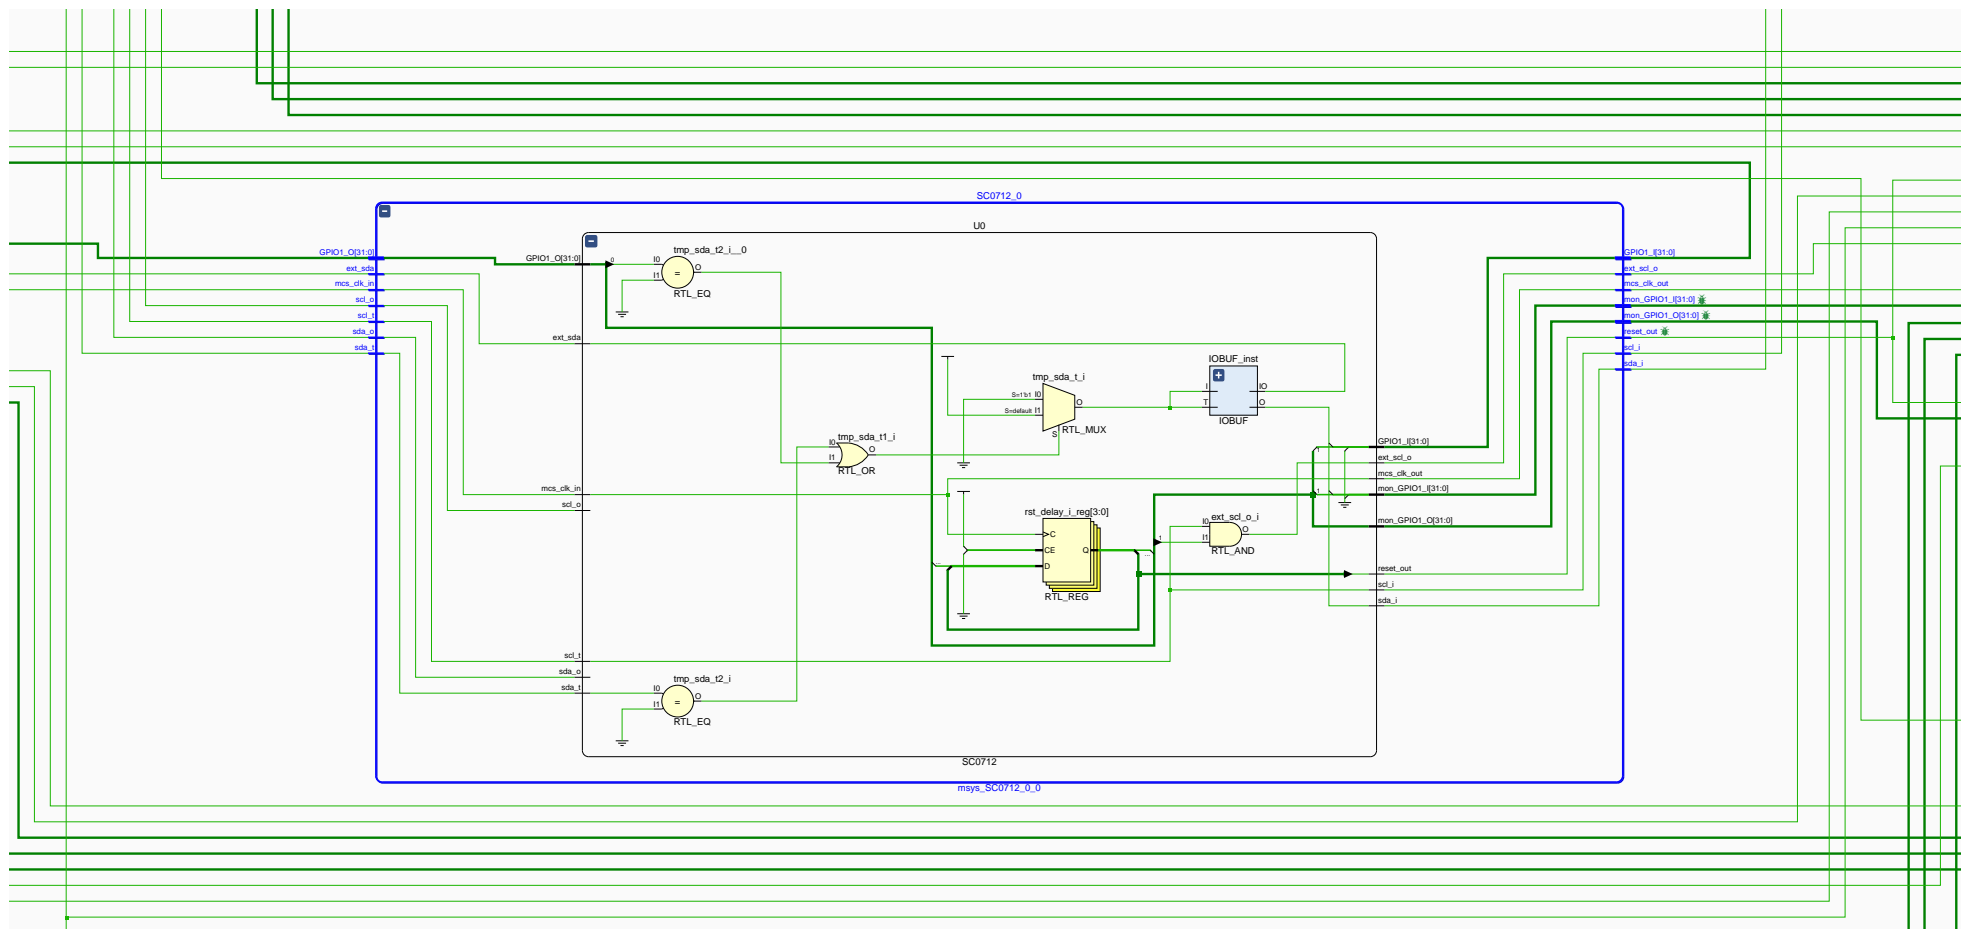 SC0712_0
U0
GPIO1_O[31:0]
ext_sda
mcs_clk_in
scl_o
scl_t
sda_o
sda_t
GPIO1_O[31:0]
ext_sda
mcs_clk_in
scl_o
scl_t
sda_o
sda_t
tmp_sda_t2_i__0
0
I0
I1
=
O
RTL_EQ
tmp_sda_t1_i
I0
I1
O
RTL_OR
tmp_sda_t2_i
I0
I1
=
O
RTL_EQ
tmp_sda_t_i
S=1'b1 I0
S=default I1
S
O
RTL_MUX
IOBUF_inst
I
T
IO
O
IOBUF
rst_delay_i_reg[3:0]
C
CE
D
Q
RTL_REG
...
...
ext_scl_o_i
1
I0
I1
O
RTL_AND
1
1
GPIO1_I[31:0]
ext_scl_o
mcs_clk_out
mon_GPIO1_I[31:0]
mon_GPIO1_O[31:0]
reset_out
scl_i
sda_i
GPIO1_I[31:0]
ext_scl_o
mcs_clk_out
mon_GPIO1_I[31:0]
mon_GPIO1_O[31:0]
reset_out
scl_i
sda_i
SC0712
msys_SC0712_0_0